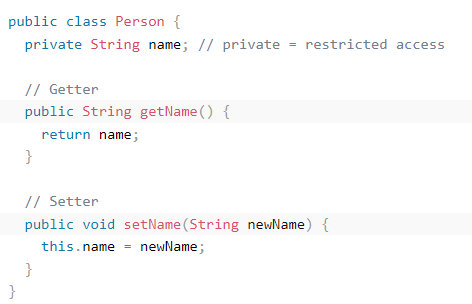 public class Person {
  private String name; // private = restricted access

  // Getter
  public String getName() {
    return name;
  }

  // Setter
  public void setName(String newName) {
    this.name = newName;
  }
}